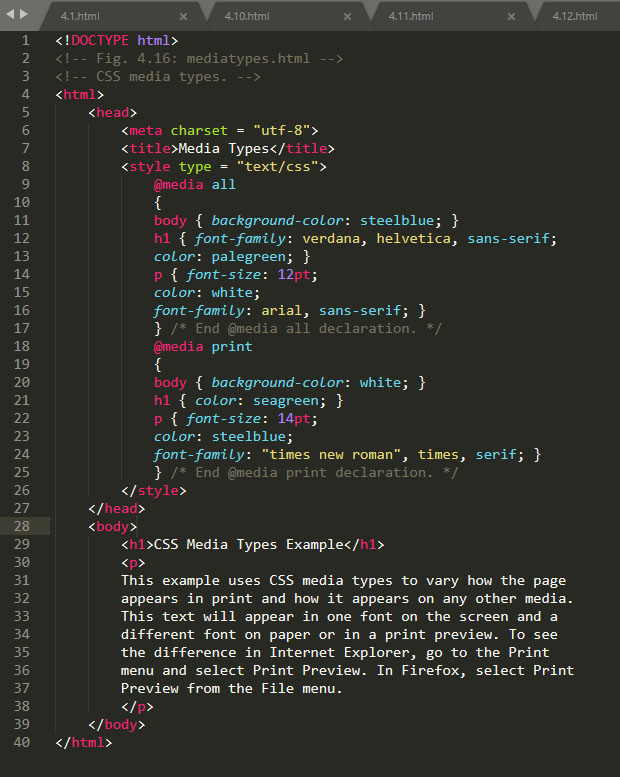 4.1.html × 4.10.html × 4.11.html × 4.12.html
1 <!DOCTYPE html>
2 <!-- Fig. 4.16: mediatypes.html -->
3 <!-- CSS media types. -->
4 <html>
5 <head>
6 <meta charset = "utf-8">
7 <title>Media Types</title>
8 <style type = "text/css">
9 @media all
10 {
11 body { background-color: steelblue; }
12 h1 { font-family: verdana, helvetica, sans-serif;
13 color: palegreen; }
14 p { font-size: 12pt;
15 color: white;
16 font-family: arial, sans-serif; }
17 } /* End @media all declaration. */
18 @media print
19 {
20 body { background-color: white; }
21 h1 { color: seagreen; }
22 p { font-size: 14pt;
23 color: steelblue;
24 font-family: "times new roman", times, serif; }
25 } /* End @media print declaration. */
26 </style>
27 </head>
28 <body>
29 <h1>CSS Media Types Example</h1>
30 <p>
31 This example uses CSS media types to vary how the page
32 appears in print and how it appears on any other media.
33 This text will appear in one font on the screen and a
34 different font on paper or in a print preview. To see
35 the difference in Internet Explorer, go to the Print
36 menu and select Print Preview. In Firefox, select Print
37 Preview from the File menu.
38 </p>
39 </body>
40 </html>